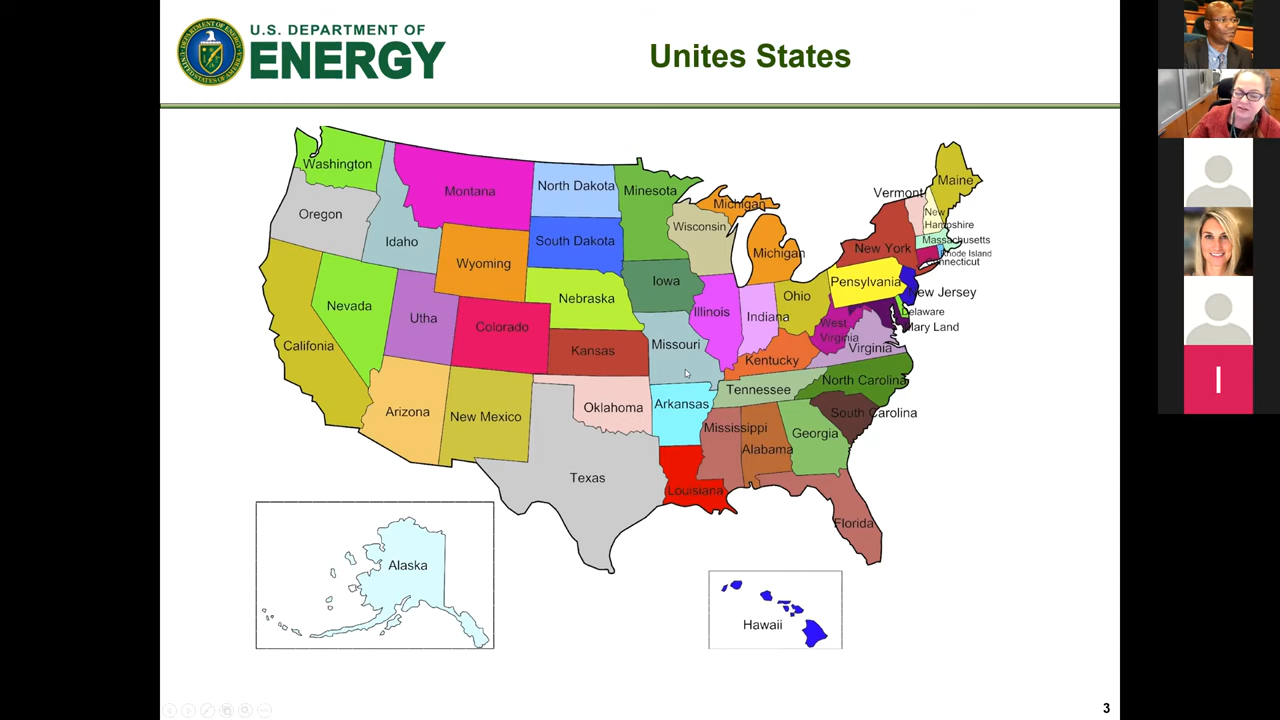 U.S. DEPARTMENT OF
ENERGY
Unites States
Washington
Oregon
Califonia
Idaho
Nevada
Montana
Wyoming
Utha
Arizona
Colorado
New Mexico
North Dakota
South Dakota
Nebraska
Kansas
Oklahoma
Texas
Minesota
Iowa
Missouri
Arkansas
Louisiana
Wisconsin
Illinois
Michigan
Michigan
Indiana
Ohio
Kentucky
Tennessee
Mississippi
Alabama
Georgia
Florida
South Carolina
North Carolina
Virginia
West
Virginia
Pensylvania
New York
Vermont
New
Hampshire
Maine
Massachusetts
Rhode Island
Connecticut
New Jersey
Delaware
Mary Land
Alaska
Hawaii
3
I